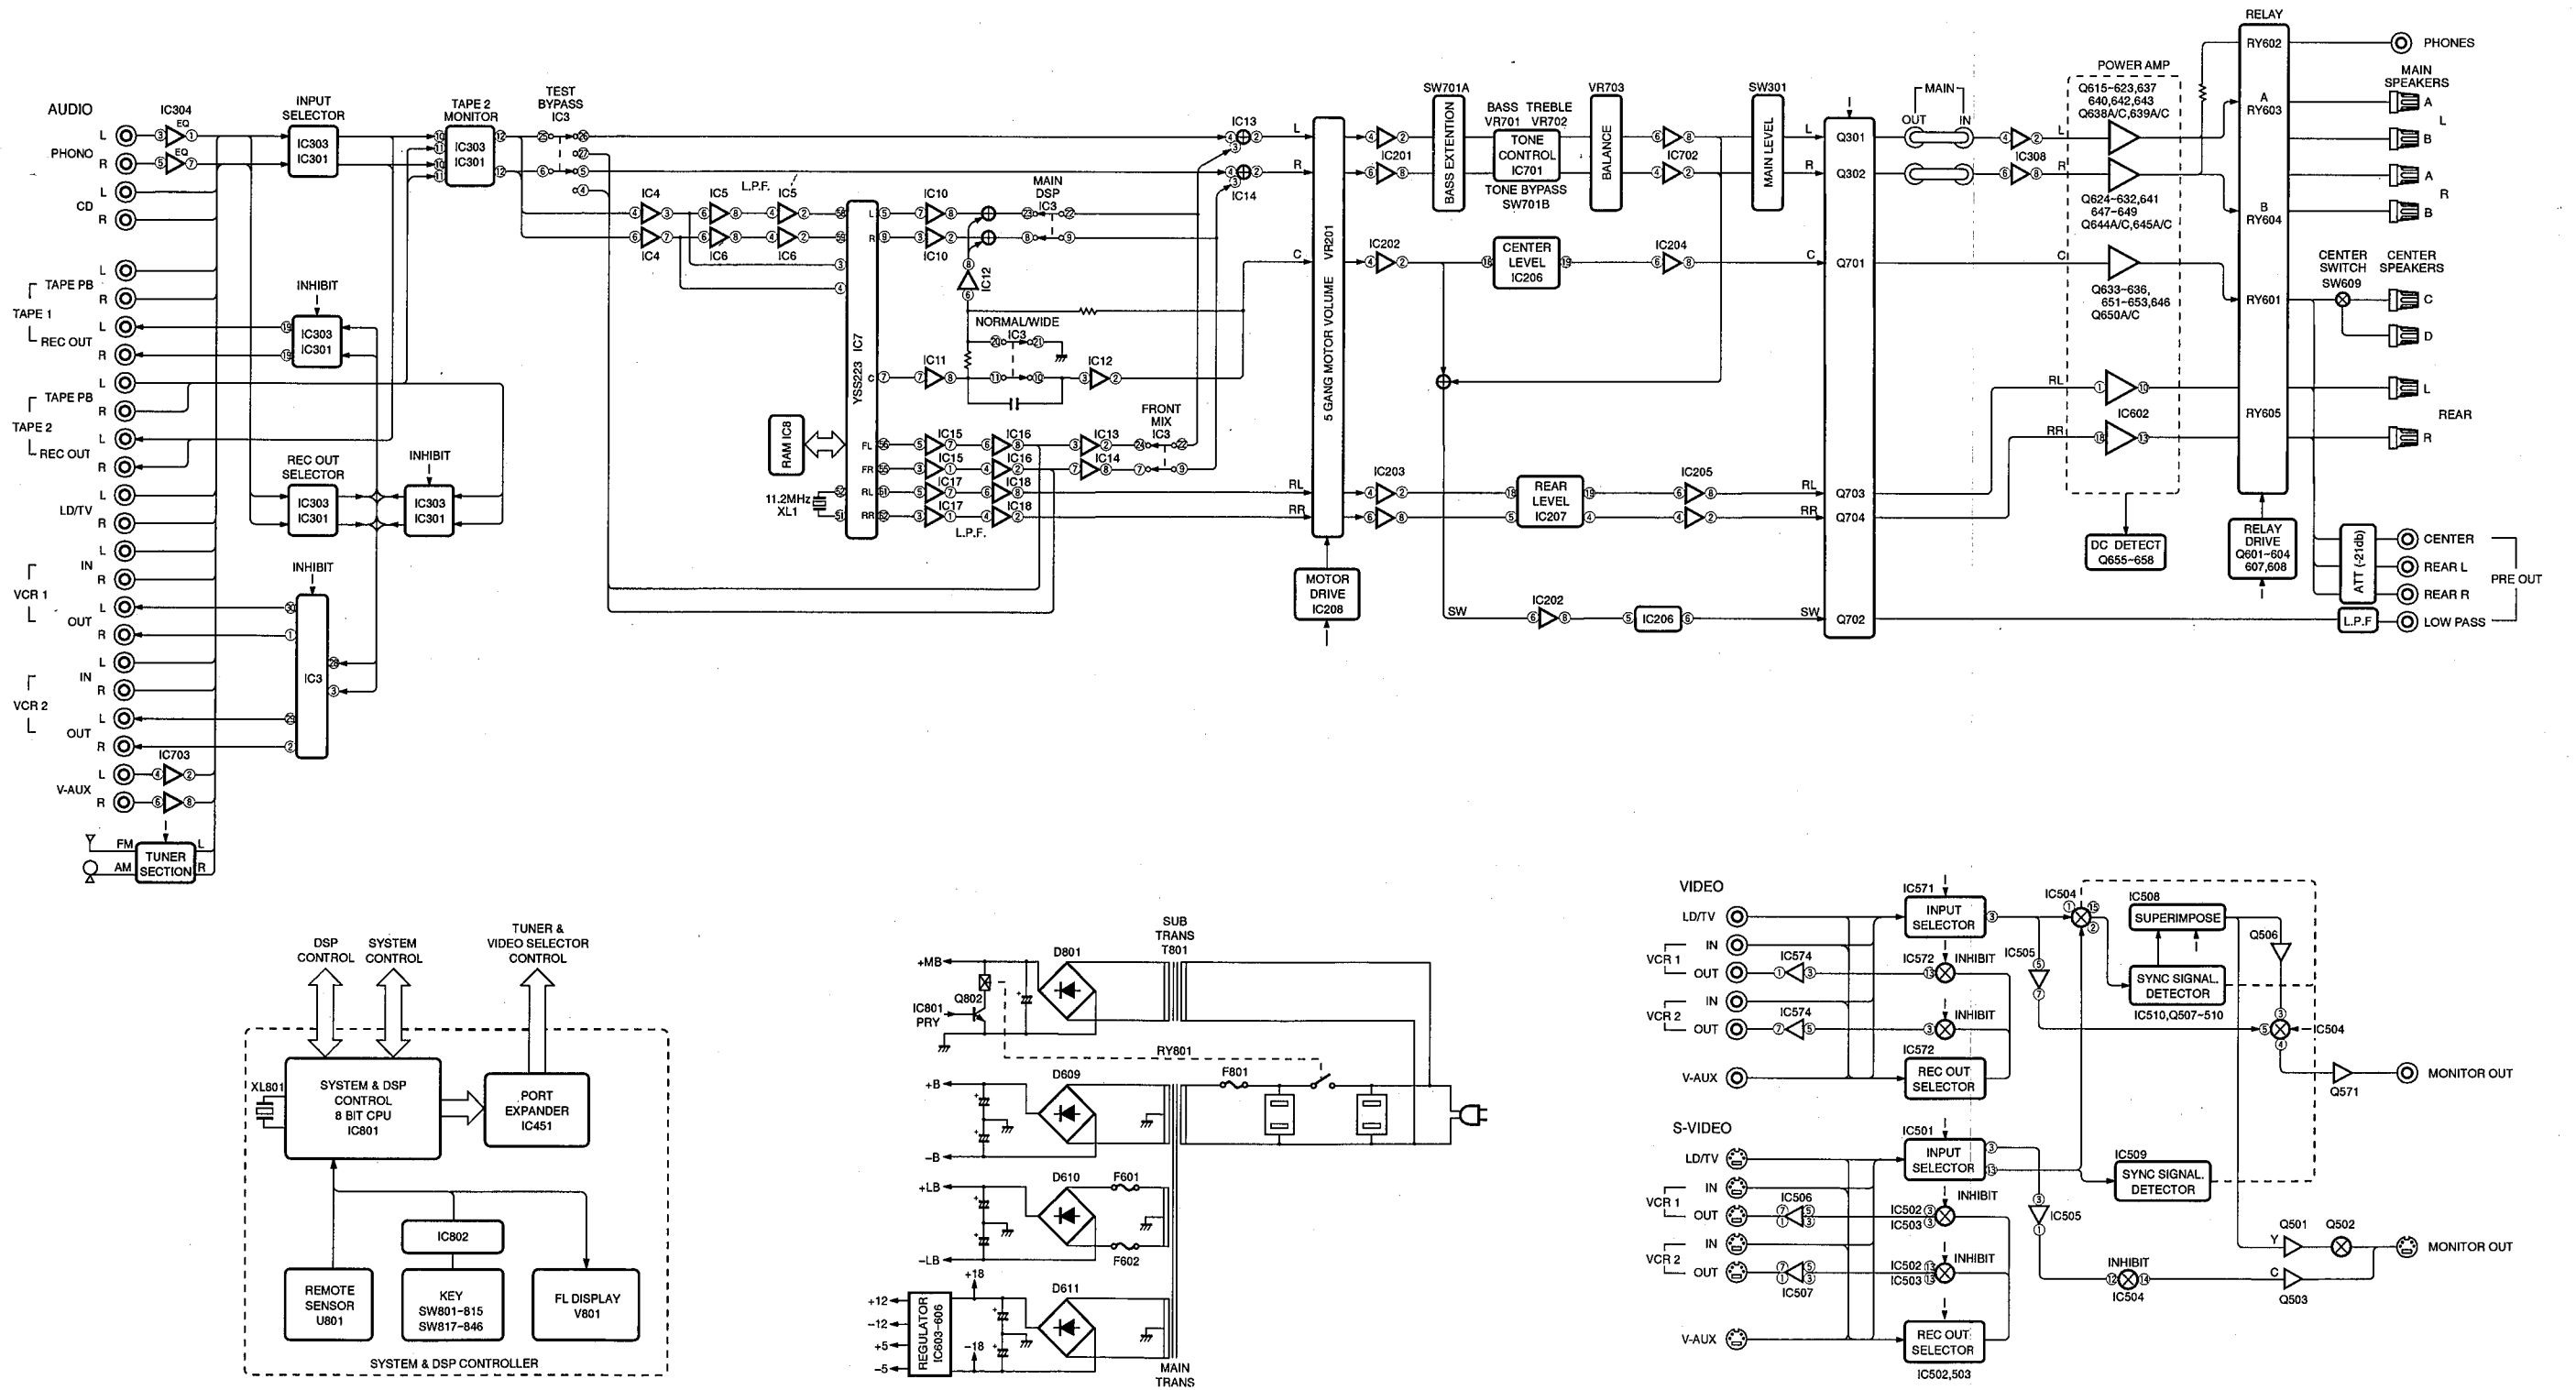 RELAY
RY602
PHONES
POWER AMP
MAIN
SPEAKERS
AUDIO
IC304
INPUT
SELECTOR
TAPE 2
MONITOR
TEST
BYPASS
IC3
IC13
SW701A
BASS TREBLE
VR701 VR702
VR703
SW301
MAIN
OUT IN
Q615~623,637
640,642,643
Q638A/C,639A/C
A
RY603
A
L
B
L EQ
PHONO
R EQ
IC303
IC301
IC303
IC301
L
R
IC14
5 GANG MOTOR VOLUME VR201
IC201
BASS EXTENTION
TONE
CONTROL
IC701
TONE BYPASS
SW701B
BALANCE
IC702
MAIN LEVEL
L
R
Q301
Q302
IC308
L
R
Q624~632,641
647~649
Q644A/C,645A/C
B
RY604
A
R
B
L
CD
R
IC4
IC5
L.P.F.
IC5
IC4
IC6
IC6
YSS223 IC7
L
R
IC10
IC10
MAIN
DSP
IC3
IC12
C
IC202
CENTER
LEVEL
IC206
IC204
C
Q701
C
Q633~636,
651~653,646
Q650A/C
RY601
CENTER
SWITCH
SW609
CENTER
SPEAKERS
C
D
L
TAPE PB
R
TAPE 1
L
REC OUT
R
INHIBIT
IC303
IC301
NORMAL/WIDE
IC3
C
IC11
IC12
L
TAPE PB
R
TAPE 2
L
REC OUT
R
REC OUT
SELECTOR
IC303
IC301
INHIBIT
IC303
IC301
RAM IC8
11.2MHz
XL1
FL
FR
RL
RR
IC15
IC15
IC17
IC17
IC16
IC16
IC18
IC18
L.P.F.
IC13
IC14
FRONT
MIX
IC3
RL
RR
IC203
REAR
LEVEL
IC207
IC205
RL
RR
Q703
Q704
RL
RR
IC602
RY605
L
REAR
R
L
LD/TV
R
L
IN
R
VCR 1
L
OUT
R
L
IN
R
VCR 2
L
OUT
R
INHIBIT
IC3
MOTOR
DRIVE
IC208
SW
IC202
IC206
SW
Q702
DC DETECT
Q655~658
RELAY
DRIVE
Q601~604
607,608
ATT (-21db)
CENTER
REAR L
REAR R
PRE OUT
L.P.F
LOW PASS
IC703
L
V-AUX
R
FM
AM
TUNER
SECTION
L
R
DSP
CONTROL
SYSTEM
CONTROL
TUNER &
VIDEO SELECTOR
CONTROL
XL801
SYSTEM & DSP
CONTROL
8 BIT CPU
IC801
PORT
EXPANDER
IC451
IC802
REMOTE
SENSOR
U801
KEY
SW801~815
SW817~846
FL DISPLAY
V801
SYSTEM & DSP CONTROLLER
SUB
TRANS
T801
+MB
D801
Q802
IC801
PRY
RY801
+B
D609
F801
-B
+LB
D610
F601
-LB
F602
+18
D611
+12
-12
+5
-5
REGULATOR
IC603~606
-18
MAIN
TRANS
VIDEO
LD/TV
IN
VCR 1
OUT
IC574
IN
VCR 2
OUT
IC574
V-AUX
IC571
INPUT
SELECTOR
IC572
INHIBIT
INHIBIT
IC572
REC OUT
SELECTOR
IC504
IC505
IC508
SUPERIMPOSE
Q506
SYNC SIGNAL.
DETECTOR
IC510,Q507~510
IC504
Q571
MONITOR OUT
S-VIDEO
LD/TV
IN
VCR 1
OUT
IC506
IN
VCR 2
OUT
IC507
V-AUX
IC501
INPUT
SELECTOR
INHIBIT
IC502
IC503
INHIBIT
IC502
IC503
REC OUT
SELECTOR
IC502,503
IC509
SYNC SIGNAL.
DETECTOR
IC505
INHIBIT
IC504
Q501
Y
Q502
C
Q503
MONITOR OUT